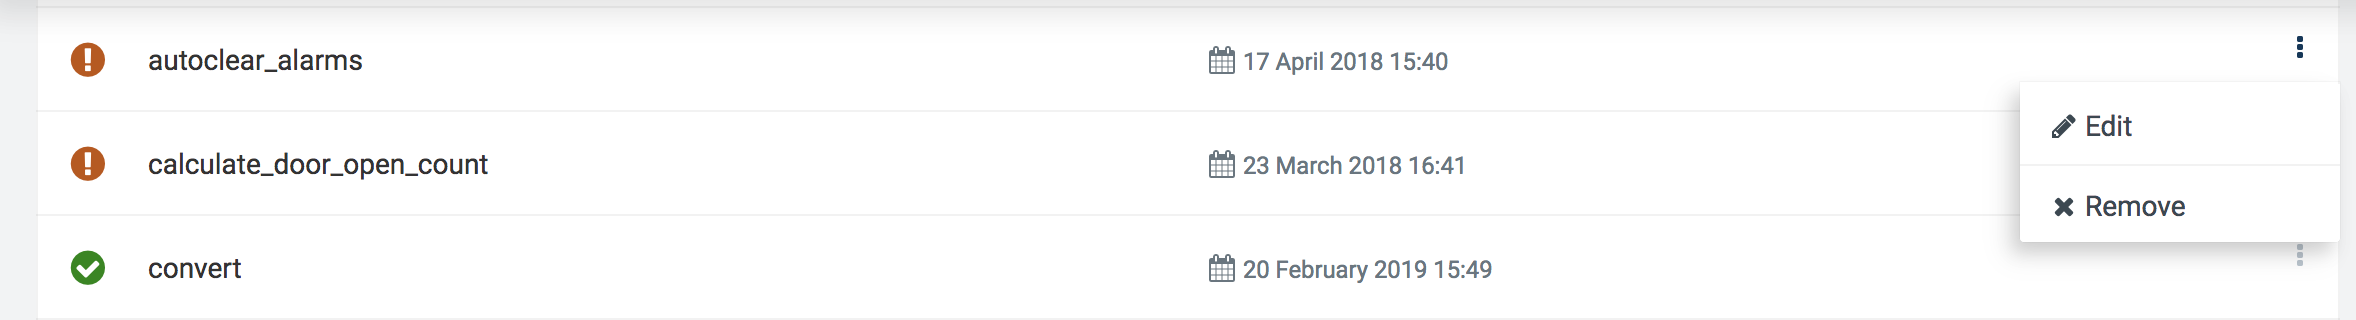 autoclear_alarms 17 April 2018 15:40
Edit
calculate_door_open_count 23 March 2018 16:41
Remove
convert 20 February 2019 15:49